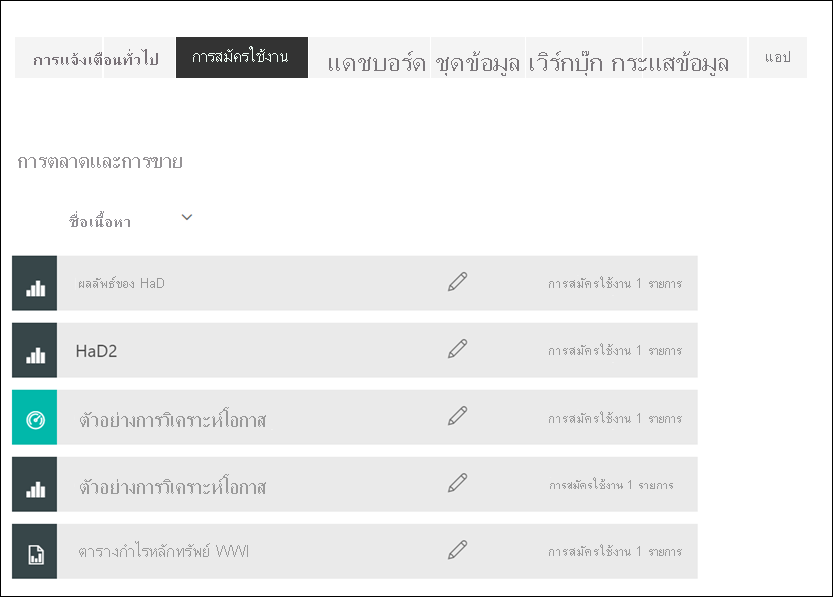 การแจ้งเตือนทั่วไป การสมัครใช้งาน แดชบอร์ด ชุดข้อมูล เวิร์กบุ๊ก กระแสข้อมูล แอป
การตลาดและการขาย
ชื่อเนื้อหา
ผลลัพธ์ของ HaD การสมัครใช้งาน 1 รายการ
HaD2 การสมัครใช้งาน 1 รายการ
ตัวอย่างการวิเคราะห์โอกาส การสมัครใช้งาน 1 รายการ
ตัวอย่างการวิเคราะห์โอกาส การสมัครใช้งาน 1 รายการ
ตารางกำไรหลักทรัพย์ WWI การสมัครใช้งาน 1 รายการ